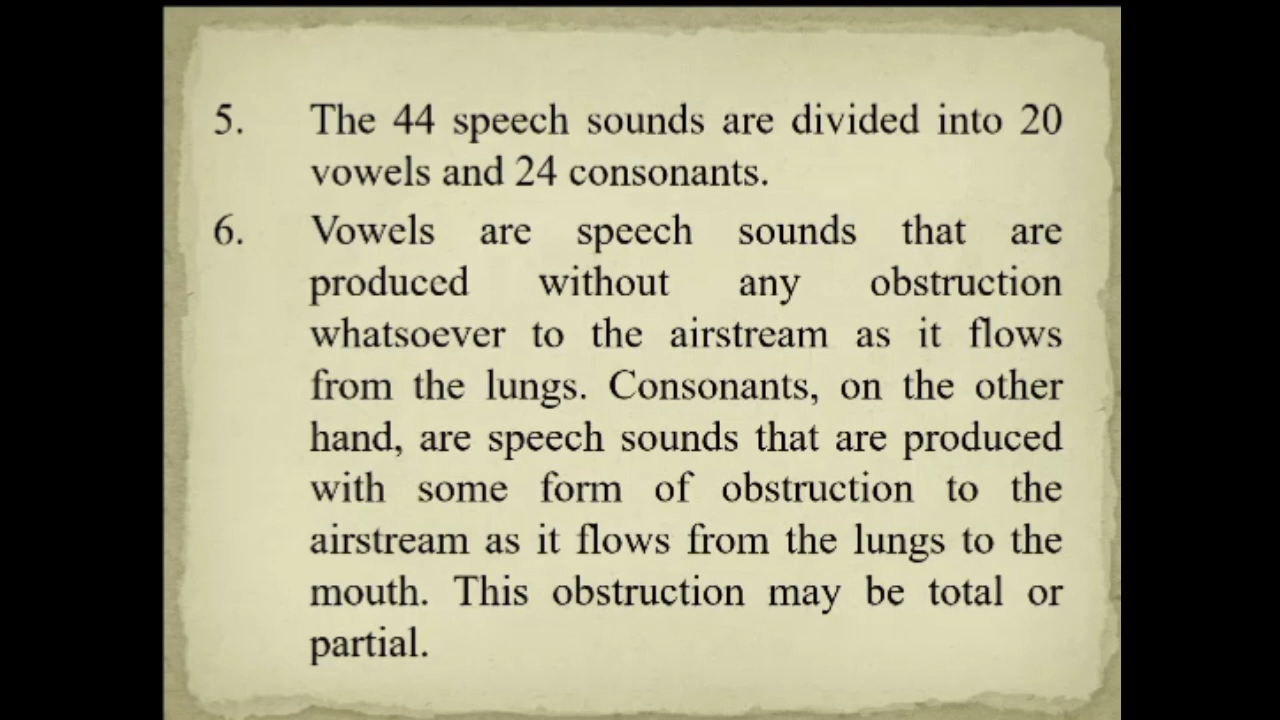 5. The 44 speech sounds are divided into 20
vowels and 24 consonants.
6. Vowels are speech sounds that are
produced without any obstruction
whatsoever to the airstream as it flows
from the lungs. Consonants, on the other
hand, are speech sounds that are produced
with some form of obstruction to the
airstream as it flows from the lungs to the
mouth. This obstruction may be total or
partial.